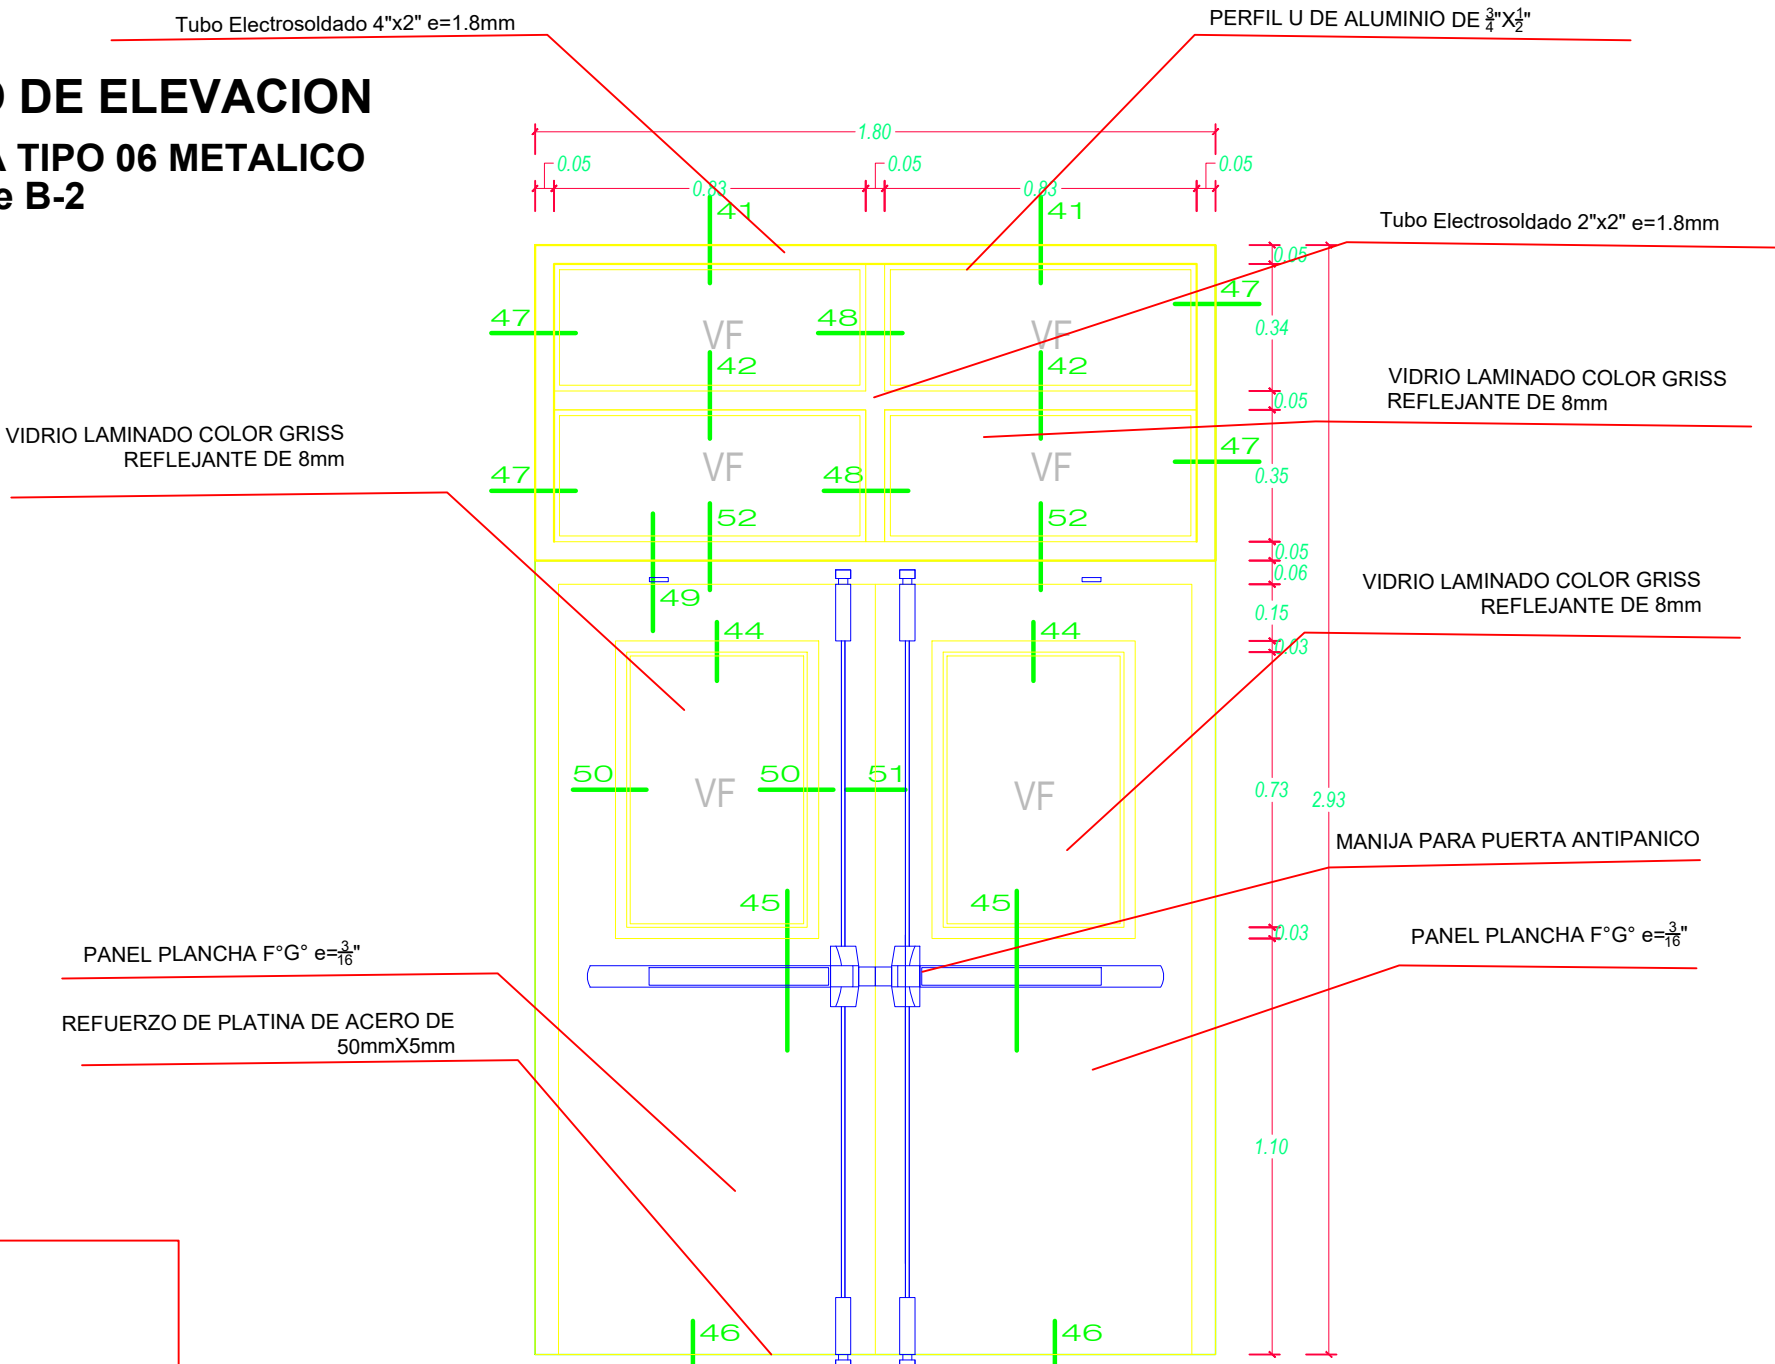 Tubo Electrosoldado 4"x2" e=1.8mm
PERFIL U DE ALUMINIO DE 3/4"X1/2"
DE ELEVACION
TIPO 06 METALICO
B-2
1.80
0.05
0.05
0.05
0.83
0.83
41
41
Tubo Electrosoldado 2"x2" e=1.8mm
0.05
47
47
48
VF
VF
0.34
42
42
VIDRIO LAMINADO COLOR GRISS
REFLEJANTE DE 8mm
0.05
VIDRIO LAMINADO COLOR GRISS
REFLEJANTE DE 8mm
47
47
48
VF
VF
0.35
52
52
0.05
0.06
VIDRIO LAMINADO COLOR GRISS
REFLEJANTE DE 8mm
49
0.15
44
44
0.03
50
50
51
VF
VF
0.73
2.93
MANIJA PARA PUERTA ANTIPANICO
45
45
0.03
PANEL PLANCHA F°G° e=3/16"
PANEL PLANCHA F°G° e=3/16"
REFUERZO DE PLATINA DE ACERO DE
50mmX5mm
1.10
46
46